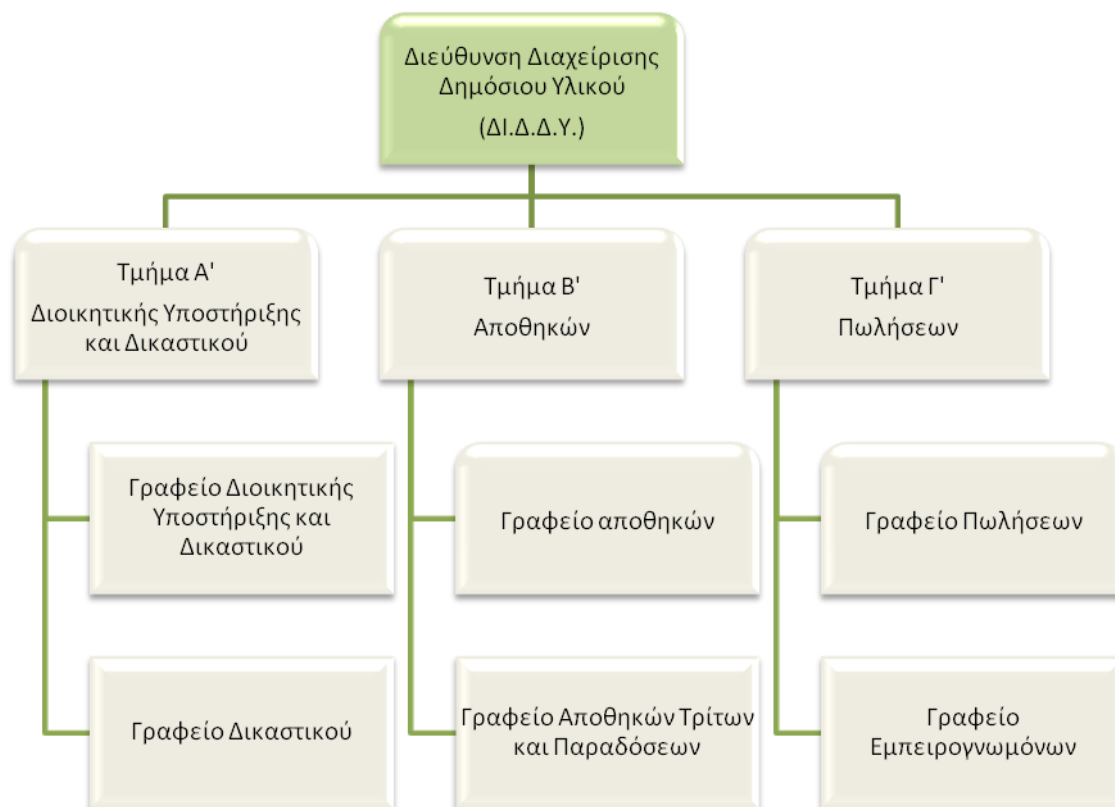 Διεύθυνση Διαχείρισης
Δημόσιου Υλικού
(ΔΙ.Δ.Δ.Υ.)
Τμήμα Α'
Διοικητικής Υποστήριξης
και Δικαστικού
Τμήμα Β'
Αποθηκών
Τμήμα Γ'
Πωλήσεων
Γραφείο Διοικητικής
Υποστήριξης και
Δικαστικού
Γραφείο αποθηκών
Γραφείο Πωλήσεων
Γραφείο Δικαστικού
Γραφείο Αποθηκών Τρίτων
και Παραδόσεων
Γραφείο
Εμπειρογνωμόνων